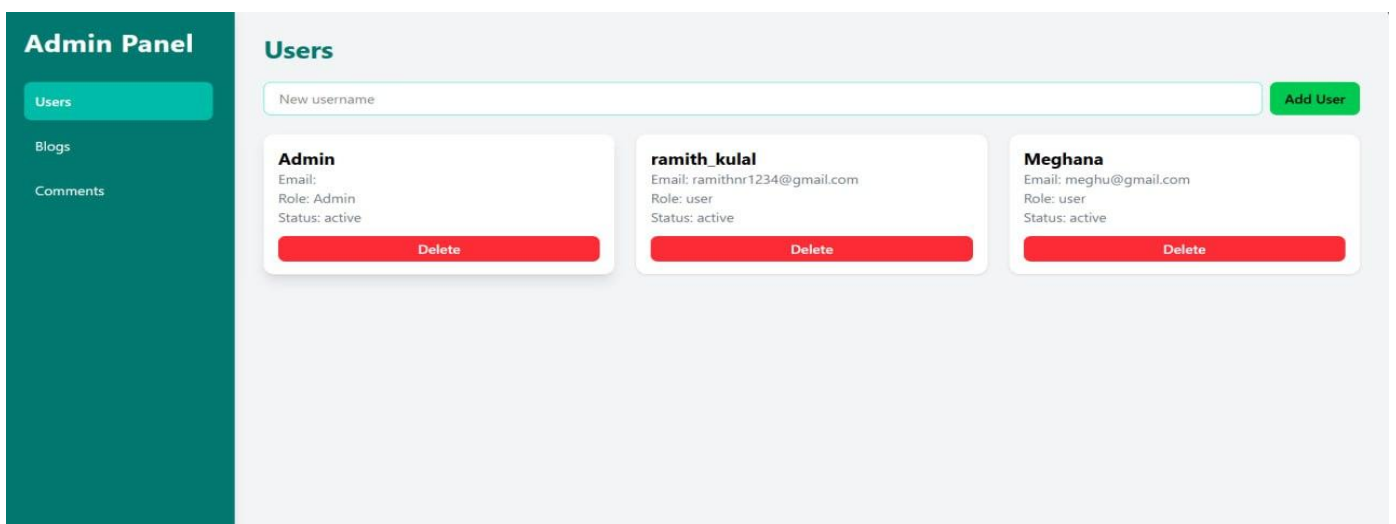 Admin Panel
Users
Blogs
Comments
Users
New username
Add User
Admin
Email:
Role: Admin
Status: active
Delete
ramith_kulal
Email: ramithnr1234@gmail.com
Role: user
Status: active
Delete
Meghana
Email: meghu@gmail.com
Role: user
Status: active
Delete